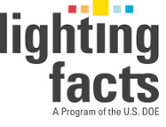 lighting
facts
A Program of the U.S. DOE